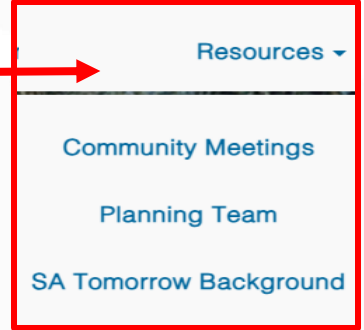 Resources
Community Meetings
Planning Team
SA Tomorrow Background